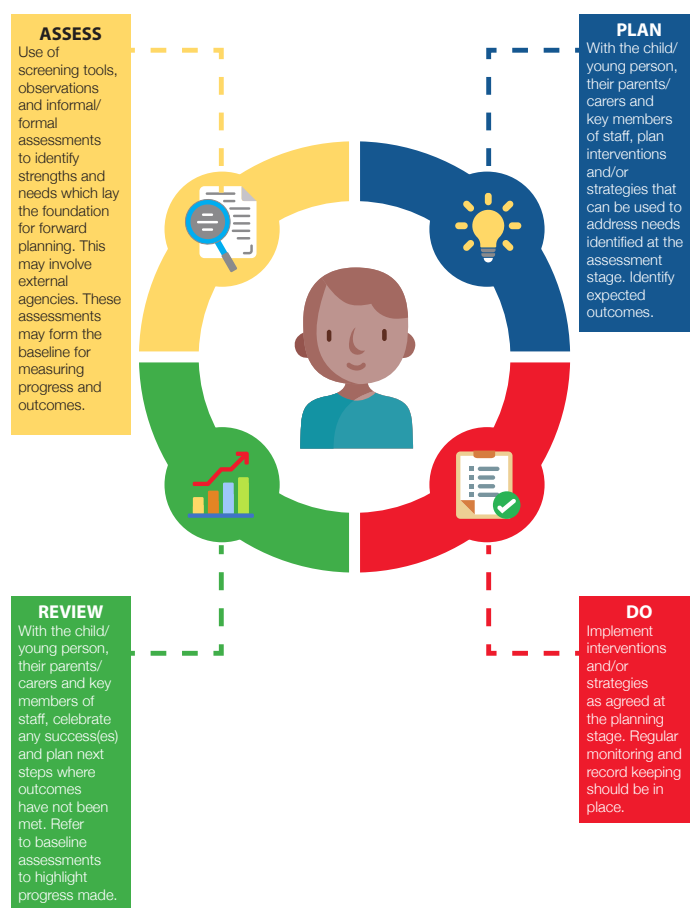 ASSESS
Use of
screening tools,
observations
and informal/
formal
assessments
to identify
strengths and
needs which lay
the foundation
for forward
planning. This
may involve
external
agencies. These
assessments
may form the
baseline for
measuring
progress and
outcomes.
PLAN
With the child/
young person,
their parents/
carers and
key members
of staff, plan
interventions
and/or
strategies that
can be used to
address needs
identified at the
assessment
stage. Identify
expected
outcomes.
REVIEW
With the child/
young person,
their parents/
carers and key
members of
staff, celebrate
any success(es)
and plan next
steps where
outcomes
have not been
met. Refer
to baseline
assessments
to highlight
progress made.
DO
Implement
interventions
and/or
strategies
as agreed at
the planning
stage. Regular
monitoring and
record keeping
should be in
place.